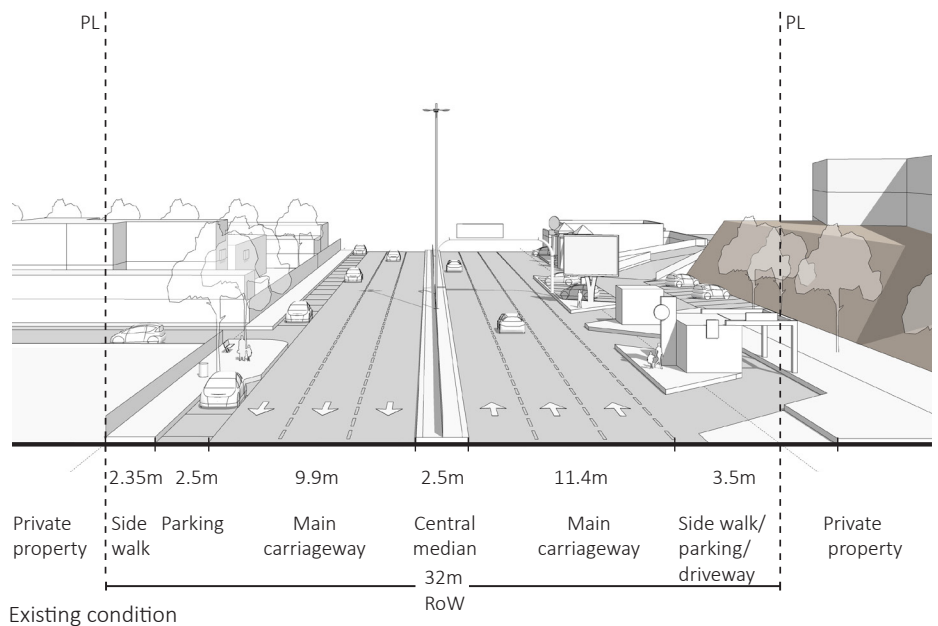 PL
PL
2.35m 2.5m 9.9m 2.5m 11.4m 3.5m
Private property
Side walk
Parking
Main carriageway
Central median
Main carriageway
Side walk/ parking/ driveway
Private property
32m
RoW
Existing condition